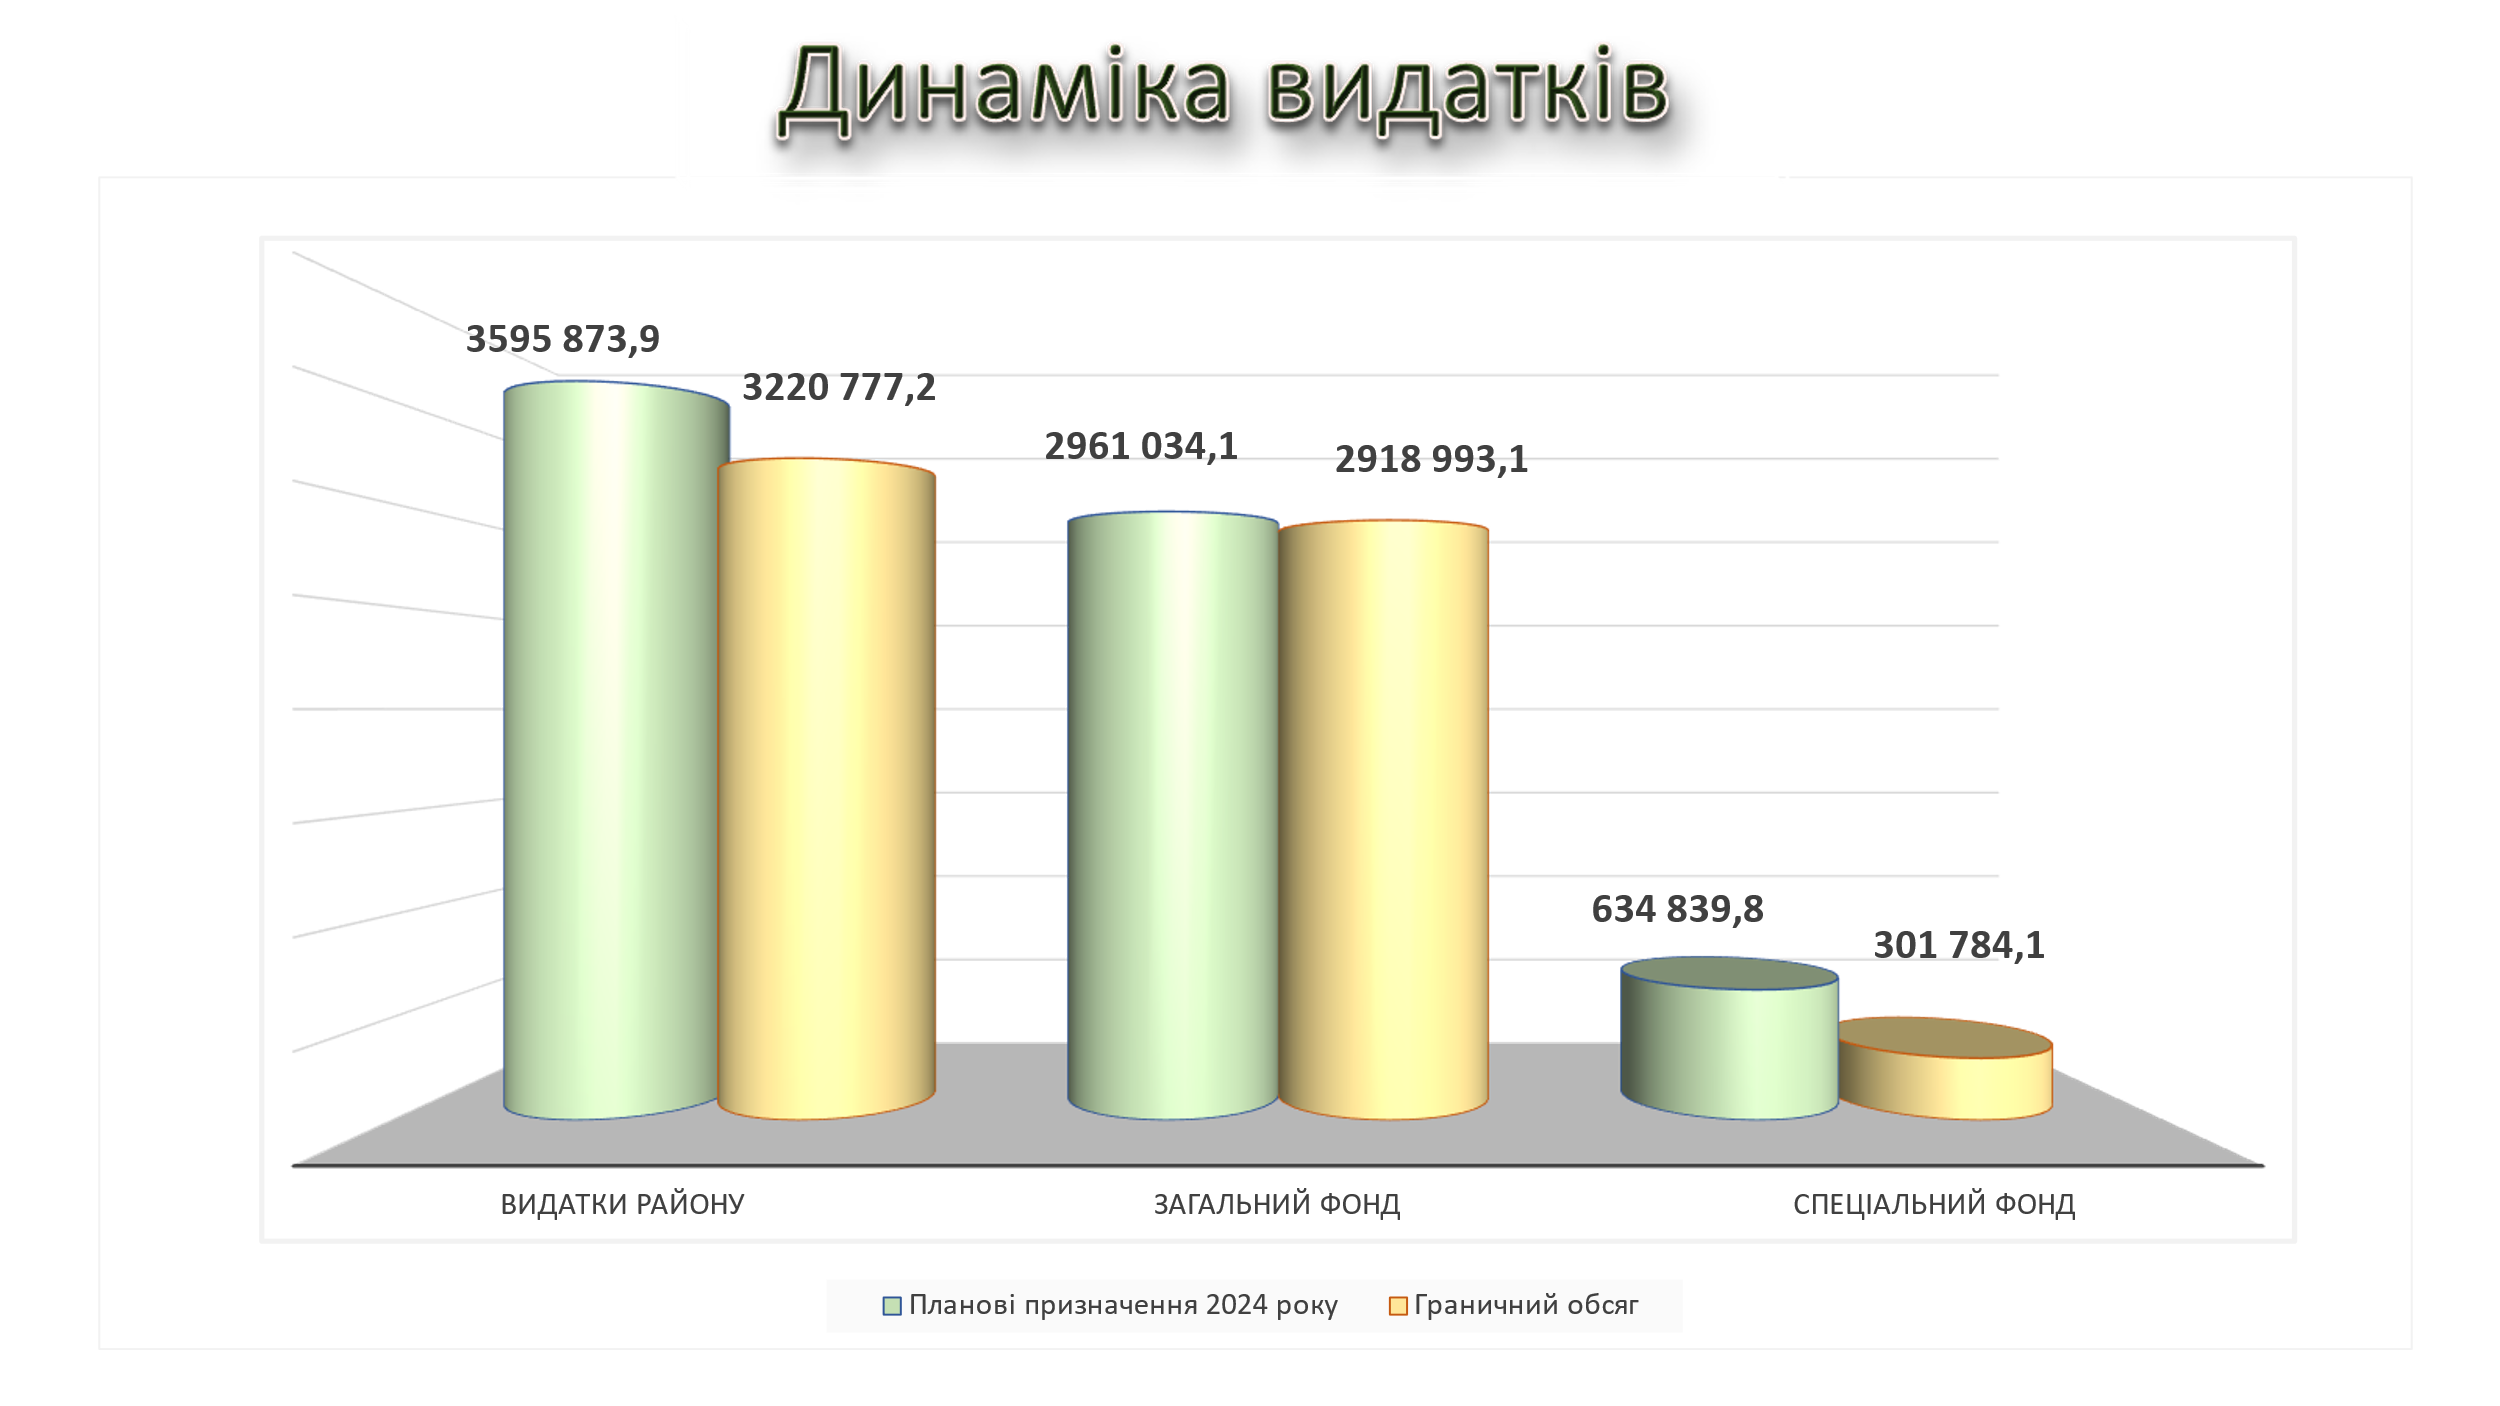 Динаміка видатків
3595 873,9
3220 777,2
2961 034,1
2918 993,1
634 839,8
301 784,1
ВИДАТКИ РАЙОНУ
ЗАГАЛЬНИЙ ФОНД
СПЕЦІАЛЬНИЙ ФОНД
Планові призначення 2024 року
Граничний обсяг